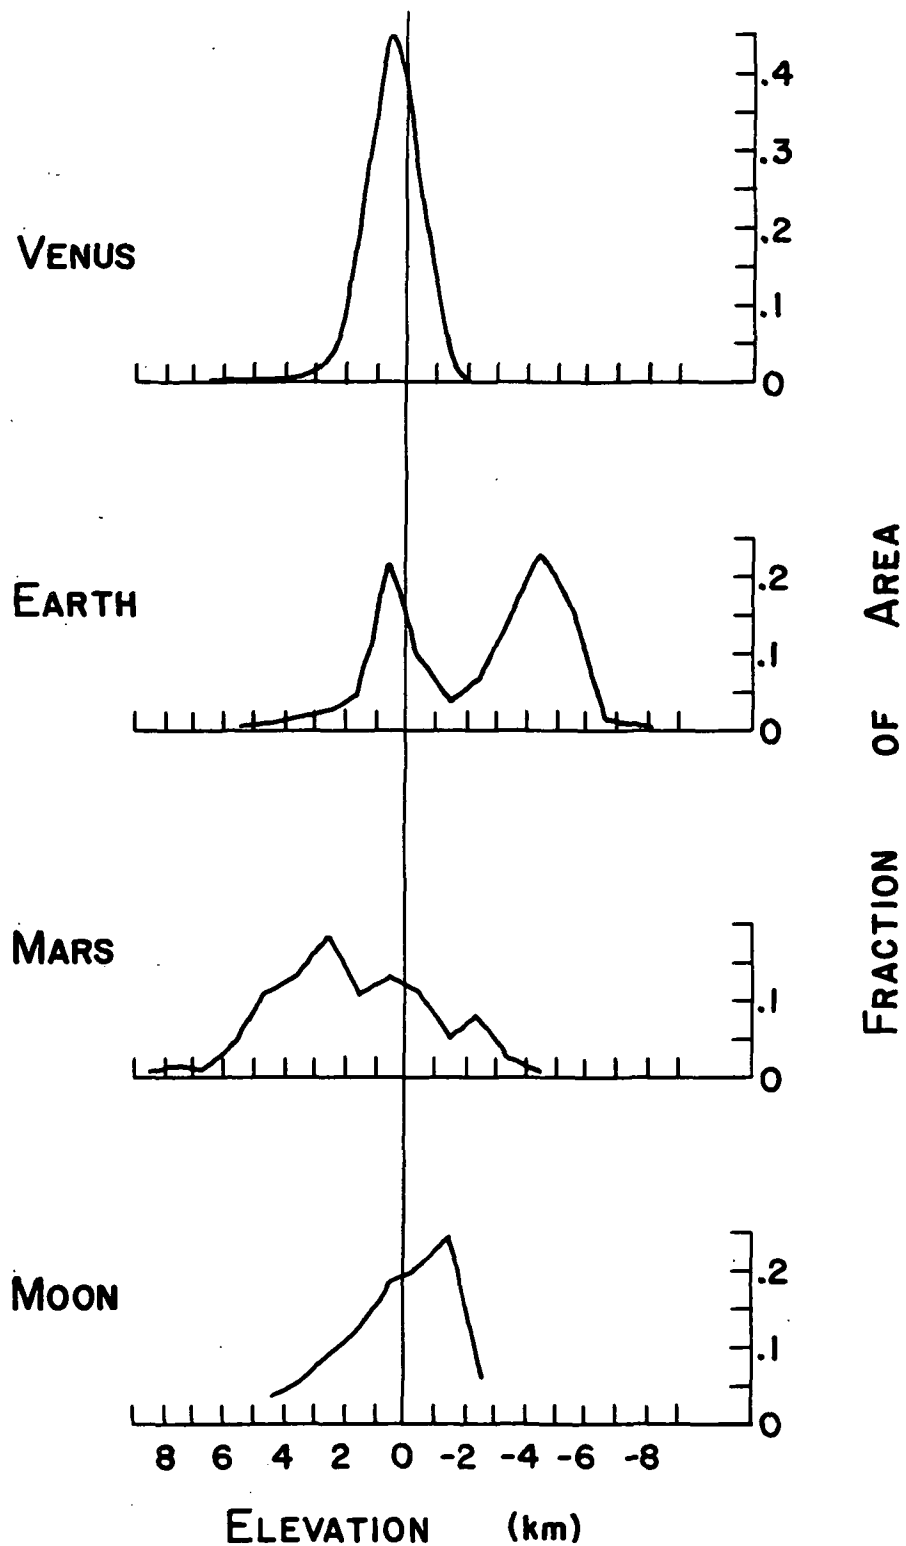 VENUS
.4
.3
.2
.1
0
EARTH
.2
.1
0
MARS
.1
0
MOON
.2
.1
0
8 6 4 2 0 -2 -4 -6 -8
ELEVATION (km)
FRACTION OF AREA